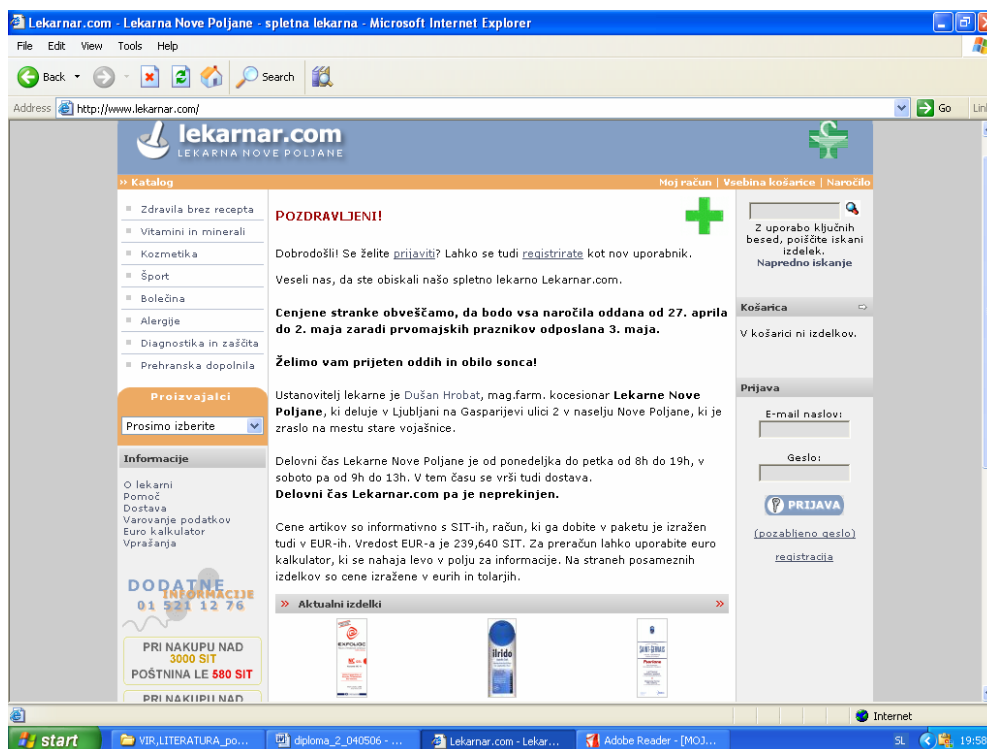 Lekarnar.com - Lekarna Nove Poljane - spletna lekarna - Microsoft Internet Explorer
File Edit View Tools Help
Back Search
Address http://www.lekarnar.com/ Go
lekarnar.com
LEKARNA NOVE POLJANE
» Katalog
Moj račun | Vsebina košarice | Naročilo
Zdravila brez recepta
Vitamini in minerali
Kozmetika
Šport
Bolečina
Alergije
Diagnostika in zaščita
Prehranska dopolnila
Proizvajalci
Prosimo izberite
Informacije
O lekarni
Pomoč
Dostava
Varovanje podatkov
Euro kalkulator
Vprašanja
DODATNE
INFORMACIJE
01 521 12 76
PRI NAKUPU NAD
3000 SIT
POŠTNINA LE 580 SIT
PRI NAKUPU NAD
POZDRAVLJENI!
Dobrodošli! Se želite prijaviti? Lahko se tudi registrirate kot nov uporabnik.
Veseli nas, da ste obiskali našo spletno lekarno Lekarnar.com.
Cenjene stranke obveščamo, da bodo vsa naročila oddana od 27. aprila
do 2. maja zaradi prvomajskih praznikov odposlana 3. maja.
Želimo vam prijeten oddih in obilo sonca!
Ustanovitelj lekarne je Dušan Hrobat, mag.farm. kocesionar Lekarne Nove
Poljane, ki deluje v Ljubljani na Gasparijevi ulici 2 v naselju Nove Poljane, ki je
zraslo na mestu stare vojašnice.
Delovni čas Lekarne Nove Poljane je od ponedeljka do petka od 8h do 19h, v
soboto pa od 9h do 13h. V tem času se vrši tudi dostava.
Delovni čas Lekarnar.com pa je neprekinjen.
Cene artikov so informativno s SIT-ih, račun, ki ga dobite v paketu je izražen
tudi v EUR-ih. Vredost EUR-a je 239,640 SIT. Za preračun lahko uporabite euro
kalkulator, ki se nahaja levo v polju za informacije. Na straneh posameznih
izdelkov so cene izražene v eurih in tolarjih.
» Aktualni izdelki »
EXFOLIAC
ilrido
Z uporabo ključnih
besed, poiščite iskani
izdelek.
Napredno iskanje
Košarica
V košarici ni izdelkov.
Prijava
E-mail naslov:
Geslo:
PRIJAVA
(pozabljeno geslo)
registracija
Internet
start VIR,LITERATURA_po... diploma_2_040506 - ... Lekarnar.com - Lekar... Adobe Reader - [MOJ... SL 19:58